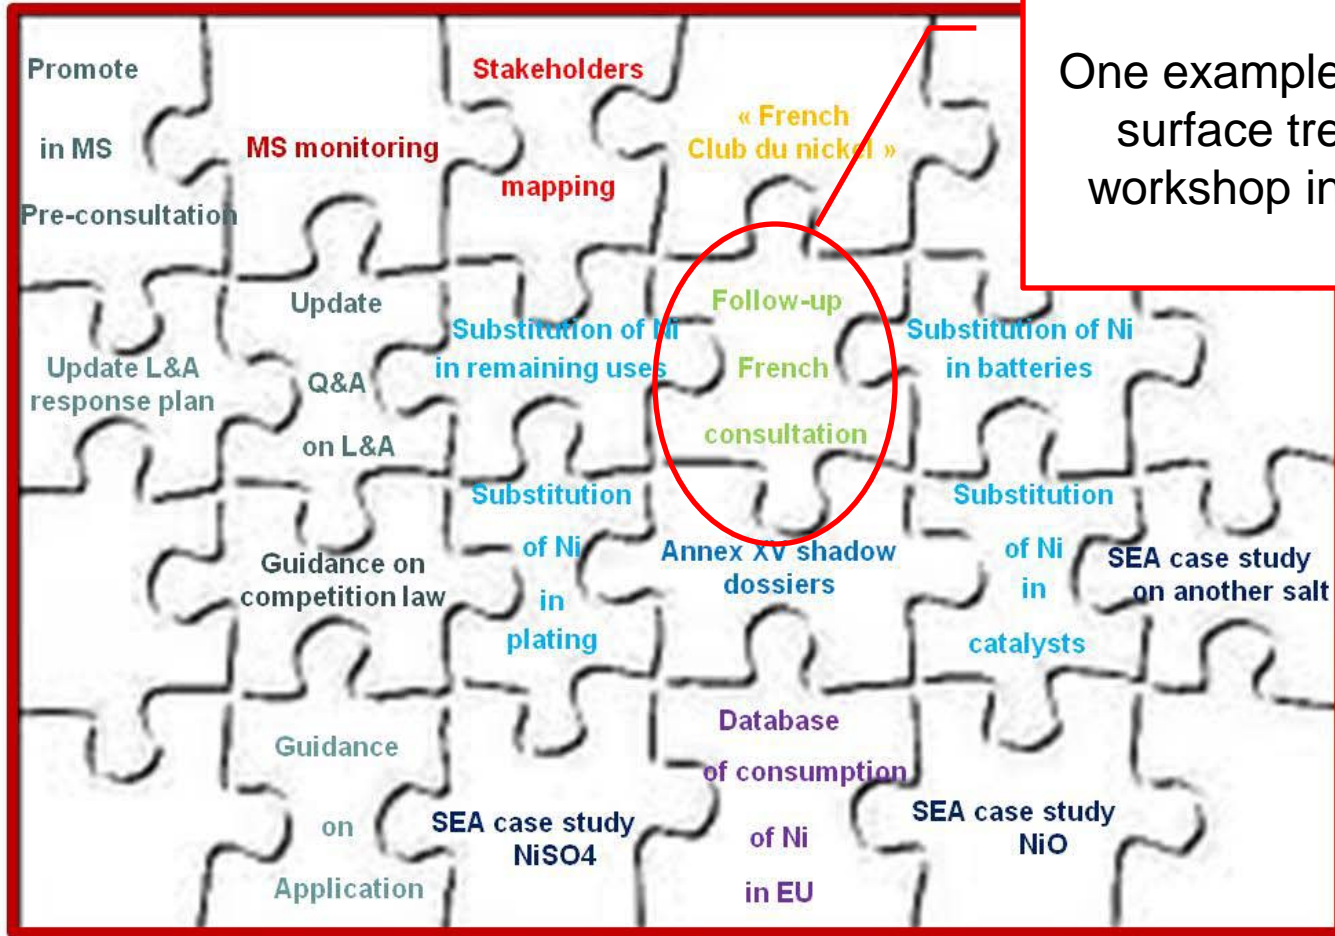 Promote
in MS
Pre-consultation
MS monitoring
Stakeholders
mapping
« French
Club du nickel »
One example
surface tre
workshop in
Update L&A
response plan
Update
Q&A
on L&A
Substitution of Ni
in remaining uses
Follow-up
French
consultation
Substitution of Ni
in batteries
Guidance on
competition law
Substitution
of Ni
in
plating
Annex XV shadow
dossiers
Substitution
of Ni
in
catalysts
SEA case study
on another salt
Guidance
on
Application
SEA case study
NiSO4
Database
of consumption
of Ni
in EU
SEA case study
NiO